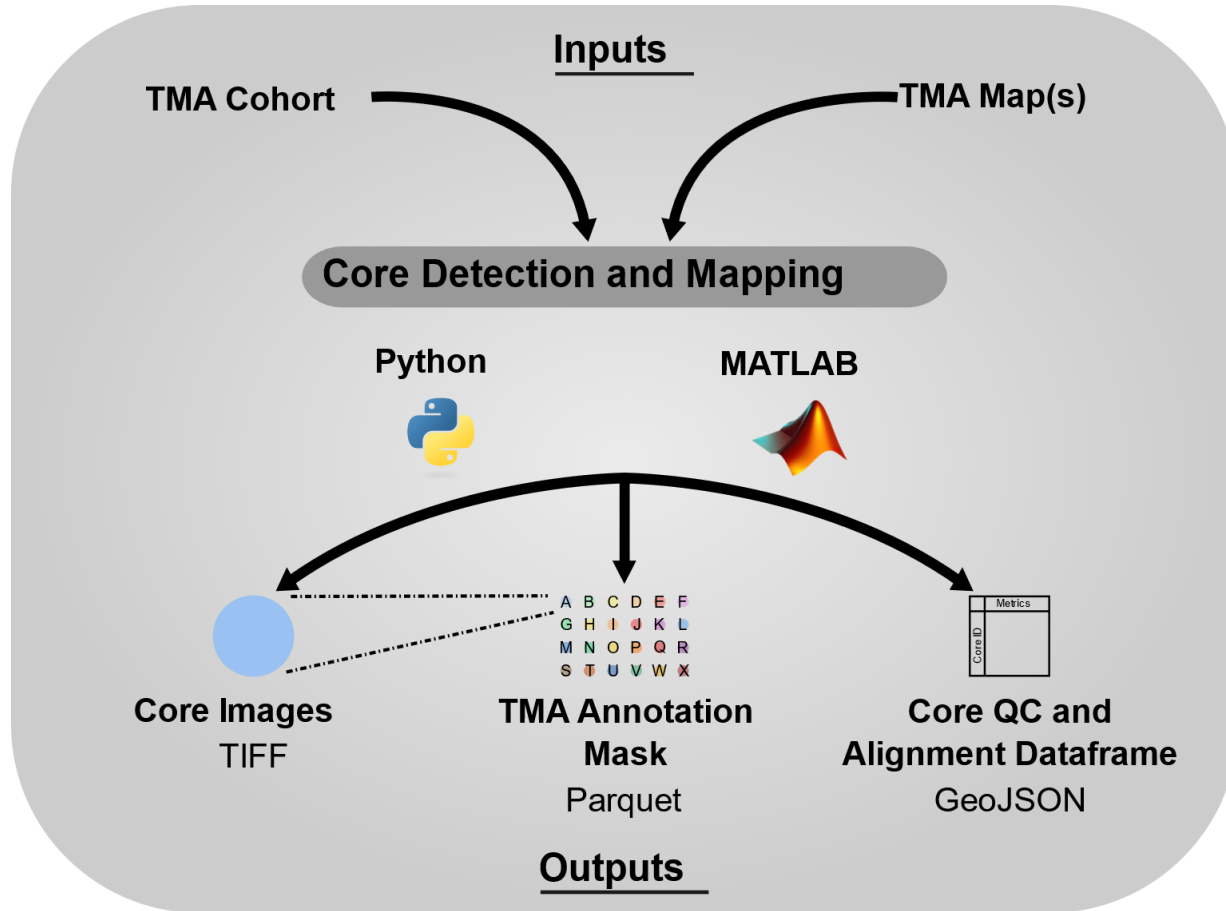 Inputs
TMA Cohort
TMA Map(s)
Core Detection and Mapping
Python
MATLAB
A B C D E F
G H I J K L
M N O P Q R
S T U V W X
Metrics
Core ID
Core Images
TIFF
TMA Annotation
Mask
Parquet
Core QC and
Alignment Dataframe
GeoJSON
Outputs